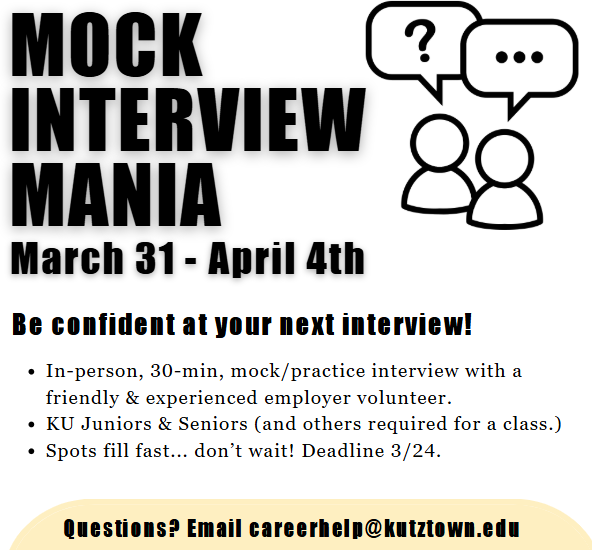 MOCK
INTERVIEW
MANIA
March 31 - April 4th
?
...
Be confident at your next interview!
• In-person, 30-min, mock/practice interview with a
friendly & experienced employer volunteer.
• KU Juniors & Seniors (and others required for a class.)
• Spots fill fast... don’t wait! Deadline 3/24.
Questions? Email careerhelp@kutztown.edu